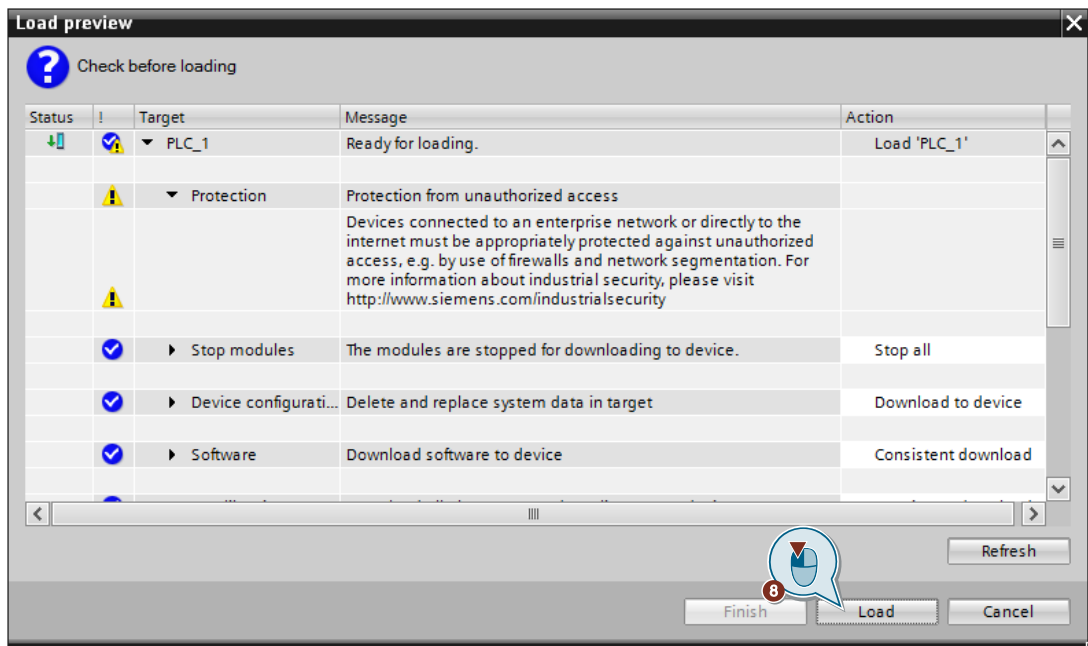 Load preview
Check before loading
Status ! Target Message Action
PLC_1 Ready for loading. Load 'PLC_1'
Protection Protection from unauthorized access
Devices connected to an enterprise network or directly to the
internet must be appropriately protected against unauthorized
access, e.g. by use of firewalls and network segmentation. For
more information about industrial security, please visit
http://www.siemens.com/industrialsecurity
Stop modules The modules are stopped for downloading to device. Stop all
Device configurati... Delete and replace system data in target Download to device
Software Download software to device Consistent download
Refresh
8
Finish Load Cancel